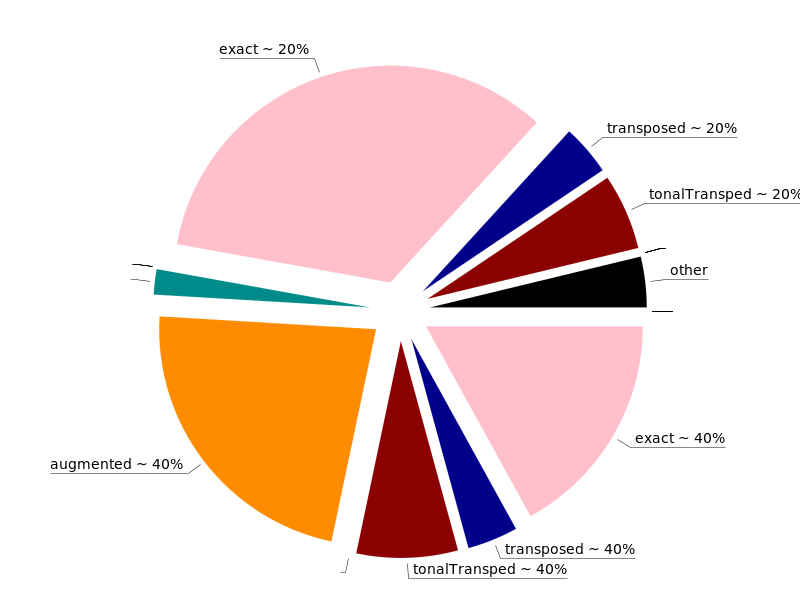 exact ~ 20%
transposed ~ 20%
tonalTransped ~ 20%
other
exact ~ 40%
augmented ~ 40%
transposed ~ 40%
tonalTransped ~ 40%